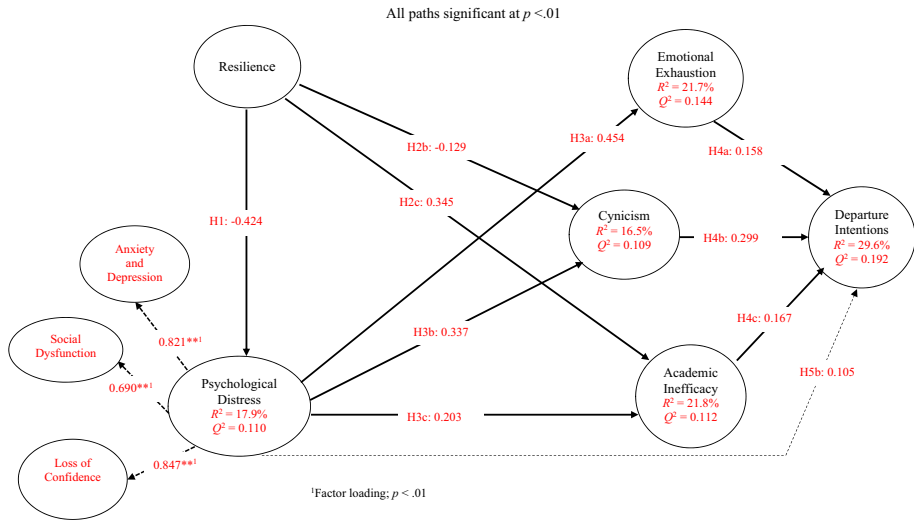 All paths significant at p <.01
Resilience
Emotional
Exhaustion
R² = 21.7%
Q² = 0.144
H3a: 0.454
H2b: -0.129
H4a: 0.158
H2c: 0.345
H1: -0.424
Cynicism
R² = 16.5%
Q² = 0.109
H4b: 0.299
Departure
Intentions
R² = 29.6%
Q² = 0.192
Anxiety
and
Depression
Social
Dysfunction
0.821**¹
H3b: 0.337
H4c: 0.167
0.690**¹
Psychological
Distress
R² = 17.9%
Q² = 0.110
Academic
Inefficacy
R² = 21.8%
Q² = 0.112
H5b: 0.105
H3c: 0.203
Loss of
Confidence
0.847**¹
¹Factor loading; p < .01